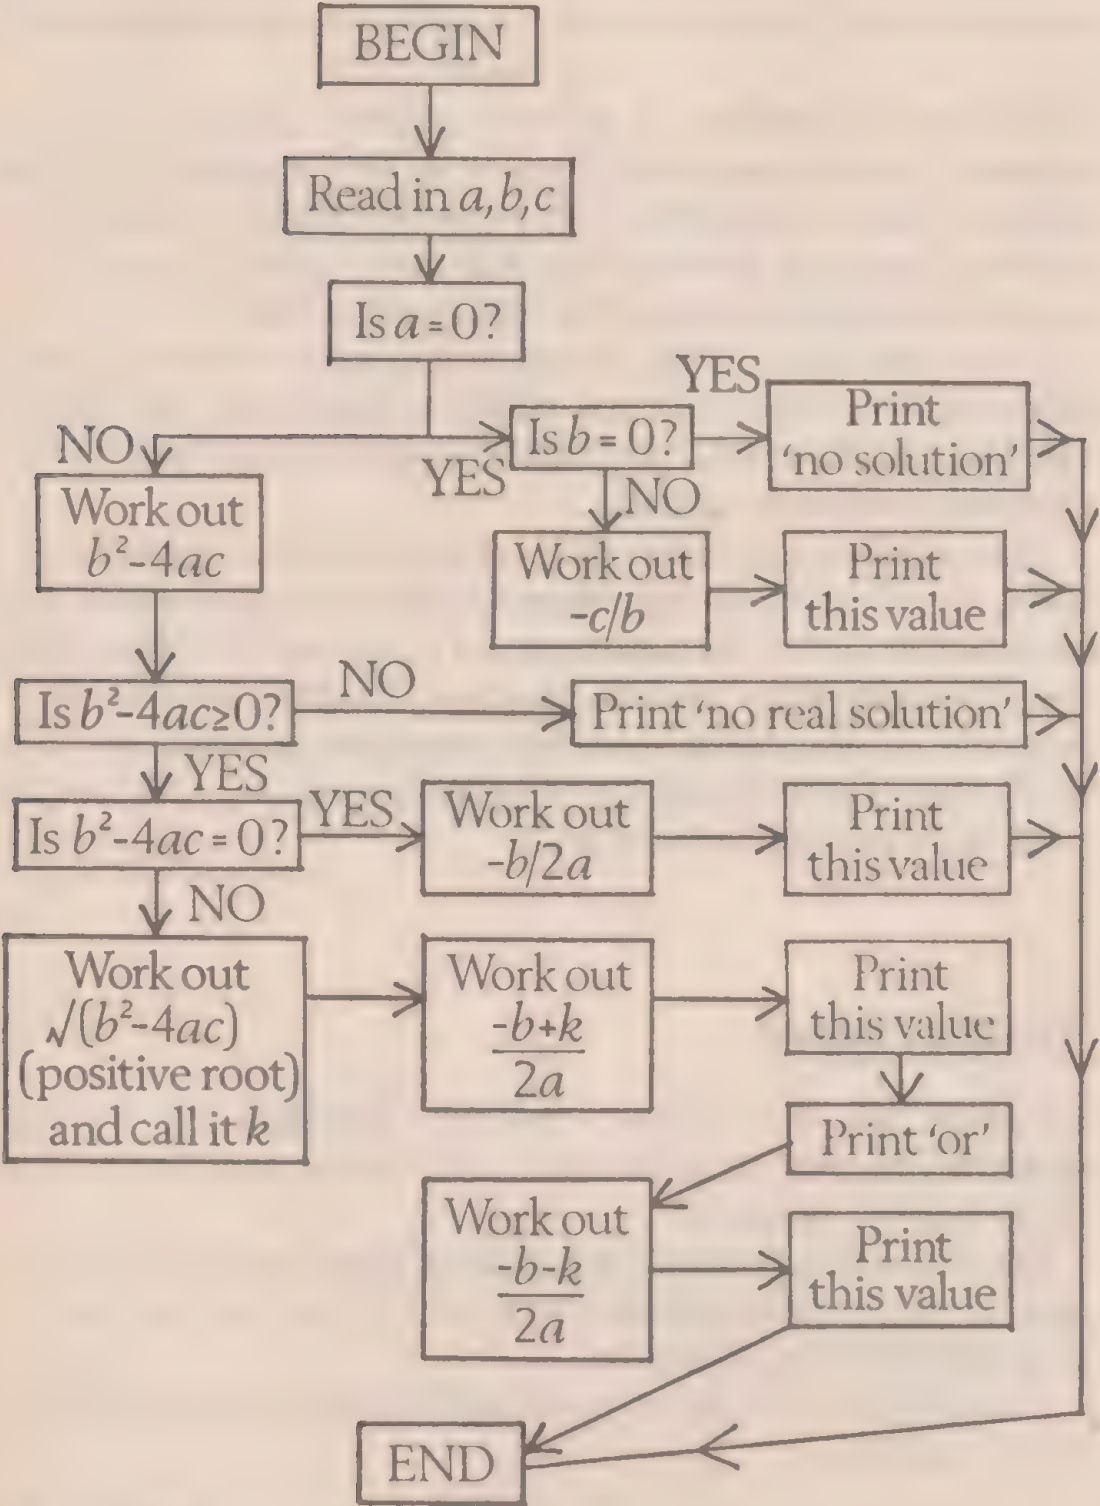 BEGIN
Read in a, b, c
Is a = 0?
YES
Is b = 0?
Print
'no solution'
NO
YES
NO
Work out
b²-4ac
Work out
-c/b
Print
this value
Is b²-4ac≥0?
NO
Print 'no real solution'
YES
Is b²-4ac = 0?
YES
Work out
-b/2a
Print
this value
NO
Work out
√(b²-4ac)
(positive root)
and call it k
Work out
-b+k
2a
Print
this value
Print 'or'
Work out
-b-k
2a
Print
this value
END